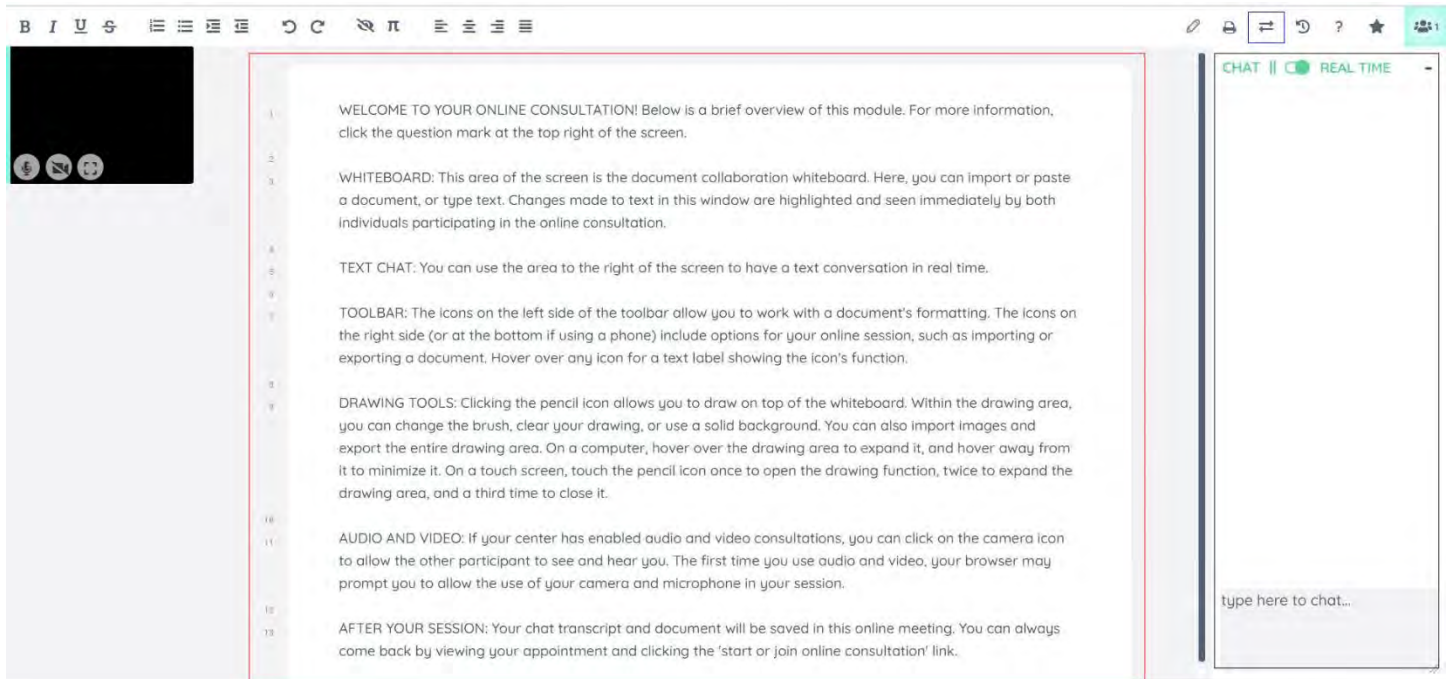 B I U S π ? 1
CHAT || REAL TIME -
1 WELCOME TO YOUR ONLINE CONSULTATION! Below is a brief overview of this module. For more information,
click the question mark at the top right of the screen.
2
3 WHITEBOARD: This area of the screen is the document collaboration whiteboard. Here, you can import or paste
a document, or type text. Changes made to text in this window are highlighted and seen immediately by both
individuals participating in the online consultation.
4
5 TEXT CHAT: You can use the area to the right of the screen to have a text conversation in real time.
6
7 TOOLBAR: The icons on the left side of the toolbar allow you to work with a document's formatting. The icons on
the right side (or at the bottom if using a phone) include options for your online session, such as importing or
exporting a document. Hover over any icon for a text label showing the icon's function.
8
9 DRAWING TOOLS: Clicking the pencil icon allows you to draw on top of the whiteboard. Within the drawing area,
you can change the brush, clear your drawing, or use a solid background. You can also import images and
export the entire drawing area. On a computer, hover over the drawing area to expand it, and hover away from
it to minimize it. On a touch screen, touch the pencil icon once to open the drawing function, twice to expand the
drawing area, and a third time to close it.
10
11 AUDIO AND VIDEO: If your center has enabled audio and video consultations, you can click on the camera icon
to allow the other participant to see and hear you. The first time you use audio and video, your browser may
prompt you to allow the use of your camera and microphone in your session.
12
13 AFTER YOUR SESSION: Your chat transcript and document will be saved in this online meeting. You can always
come back by viewing your appointment and clicking the 'start or join online consultation' link.
type here to chat...